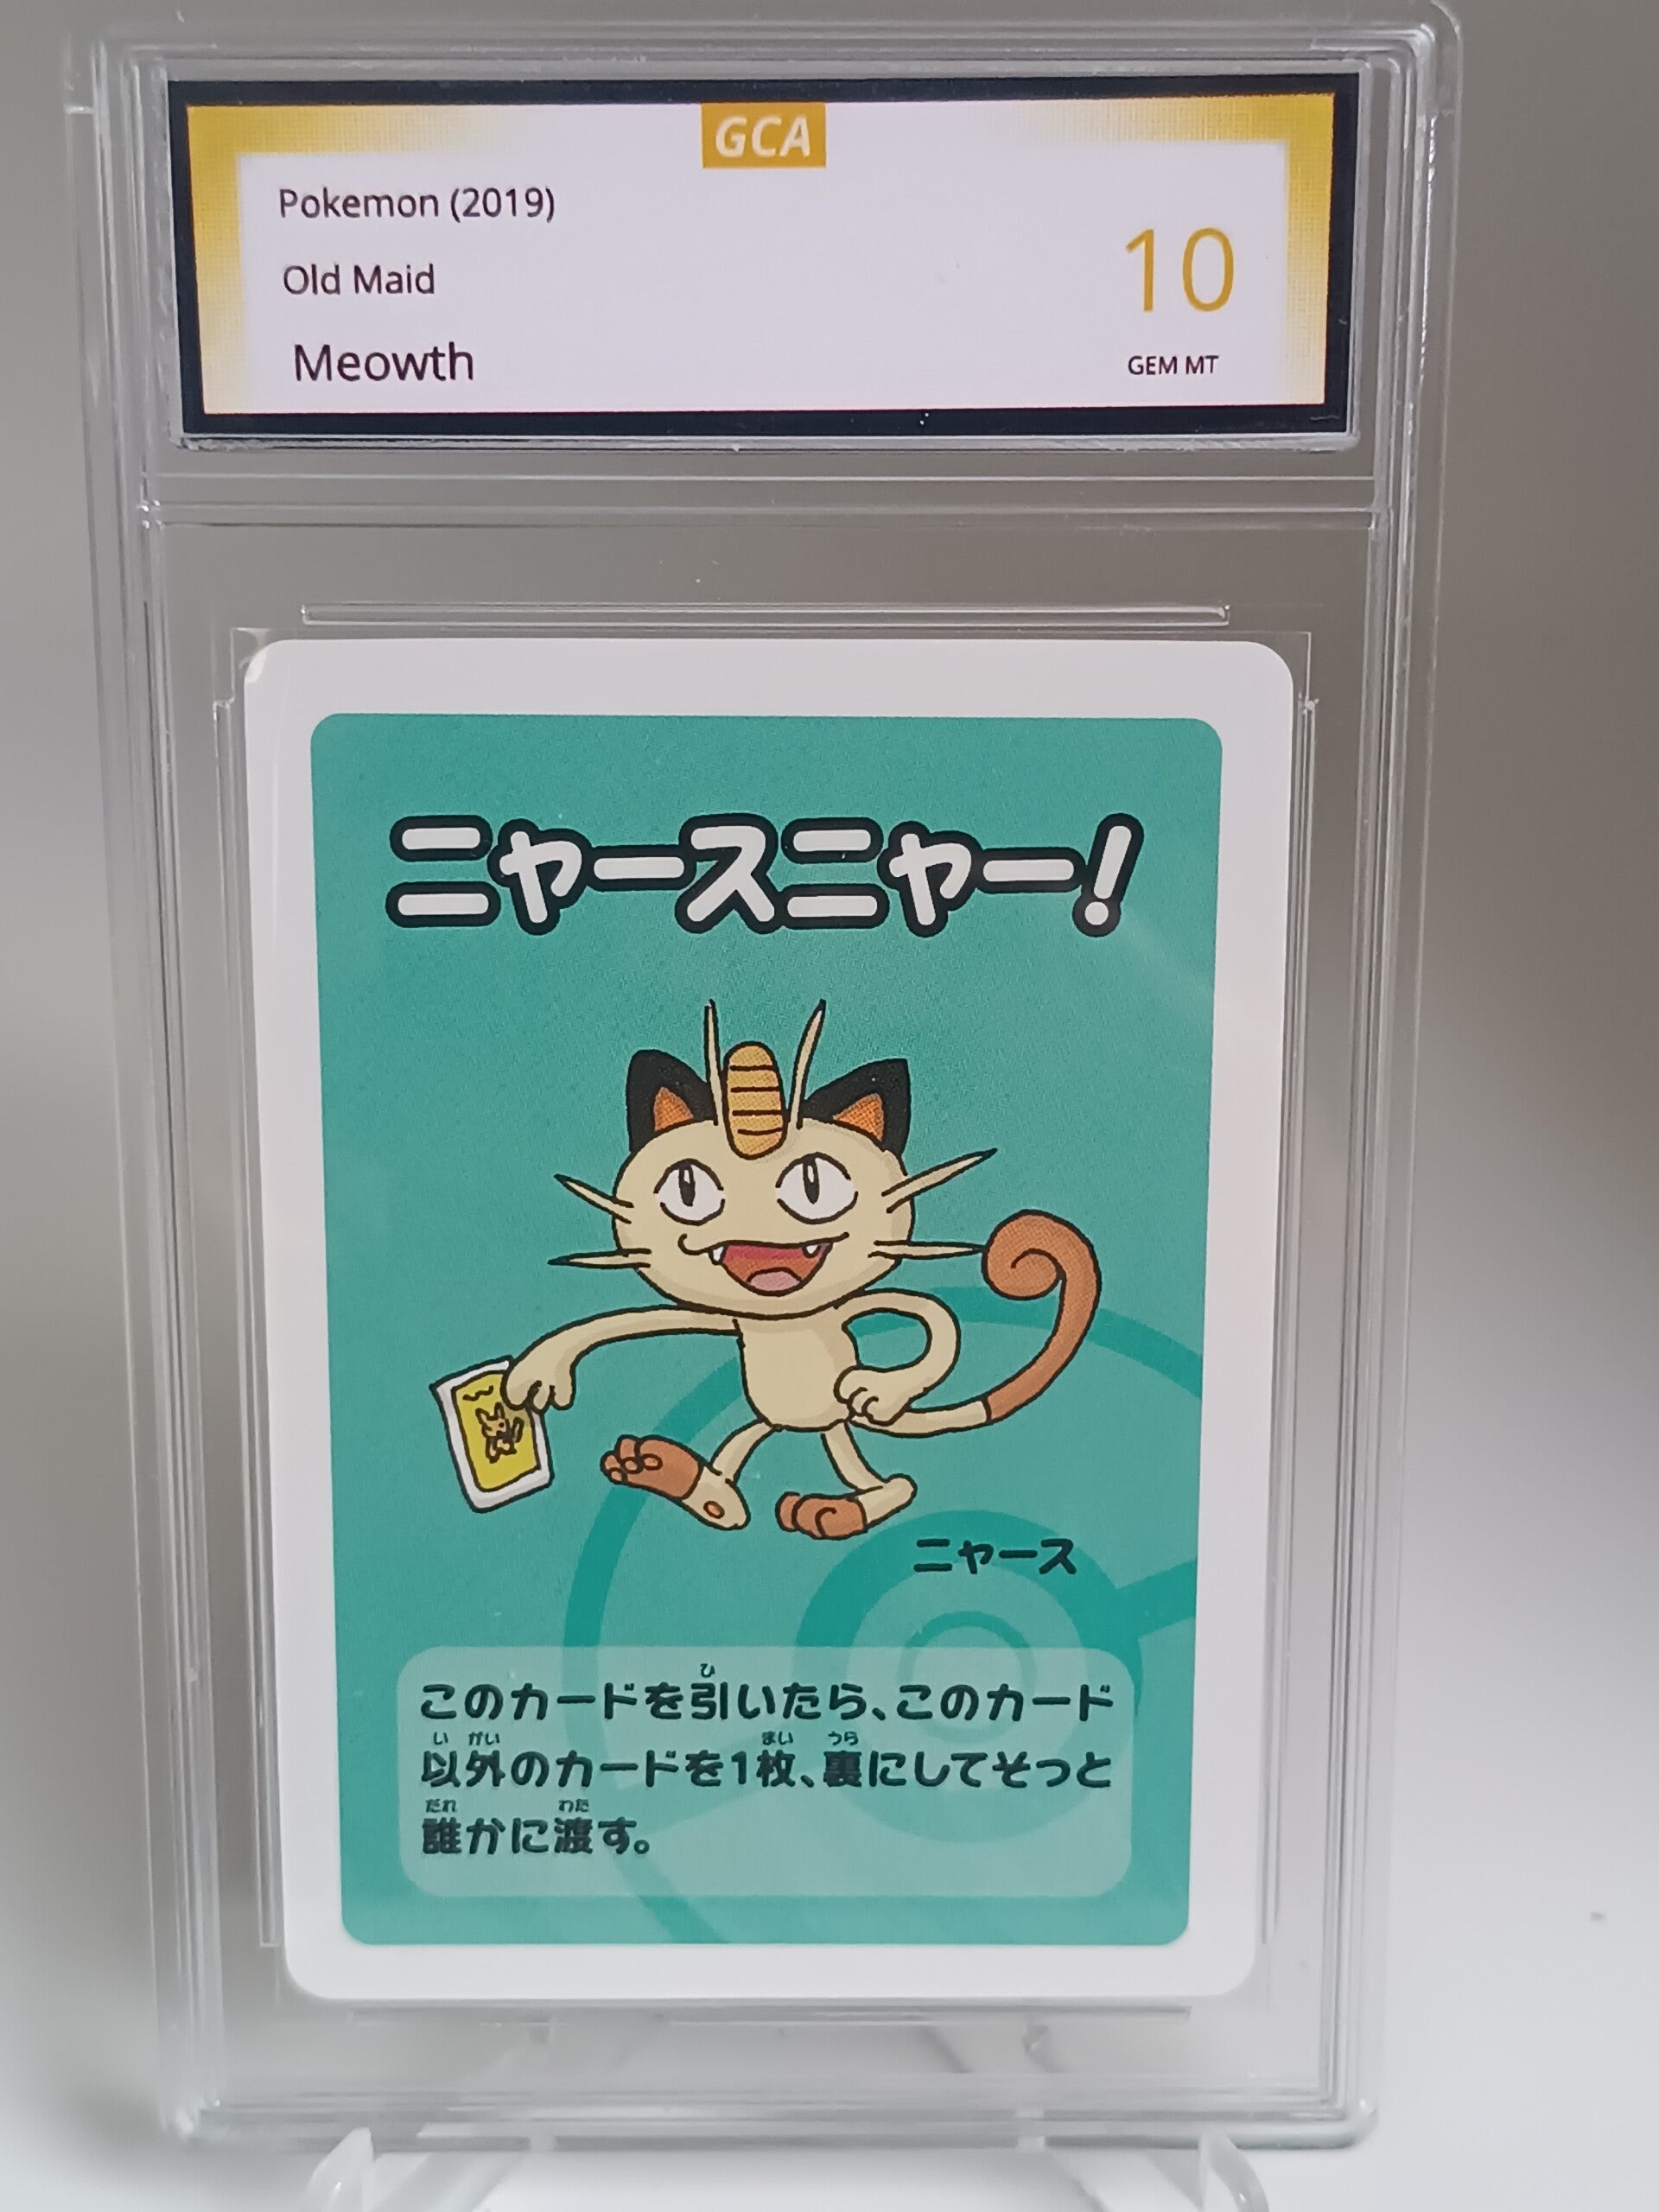 GCA
Pokemon (2019)
Old Maid
Meowth
10
GEM MT
ニャースニャー!
ニャース
このカードを引いたら、このカード
以外のカードを1枚、裏にしてそっと
誰かに渡す。